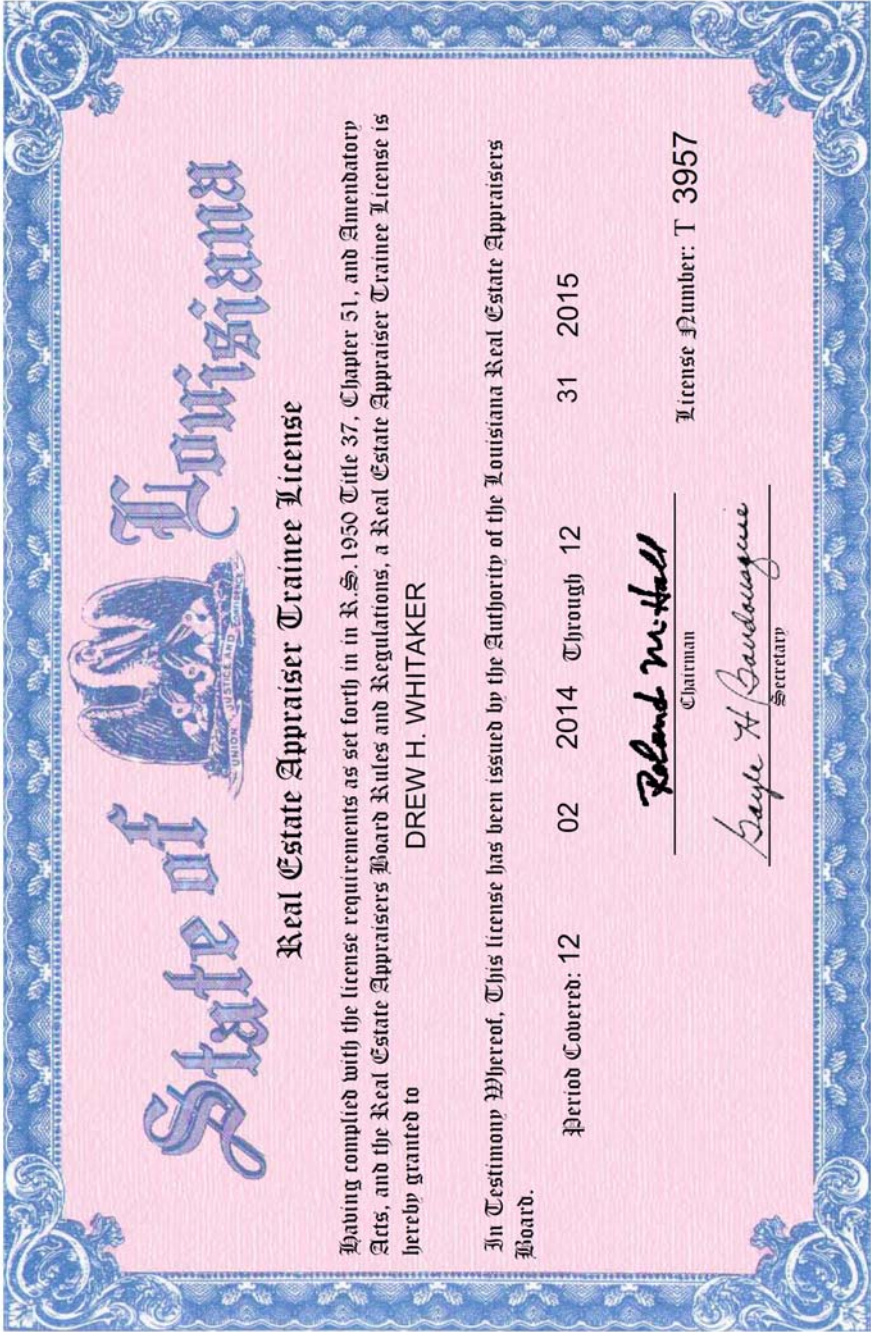 State of Louisiana
UNION JUSTICE AND CONFIDENCE
Real Estate Appraiser Trainee License
Having complied with the license requirements as set forth in in R.S.1950 Title 37, Chapter 51, and Amendatory
Acts, and the Real Estate Appraisers Board Rules and Regulations, a Real Estate Appraiser Trainee License is
hereby granted to
DREW H. WHITAKER
In Testimony Whereof, This license has been issued by the Authority of the Louisiana Real Estate Appraisers
Board.
Period Covered: 12 02 2014 Through 12 31 2015
Roland M. Hall
Chairman
License Number: T 3957
Gayle H Boudousquie
Secretary